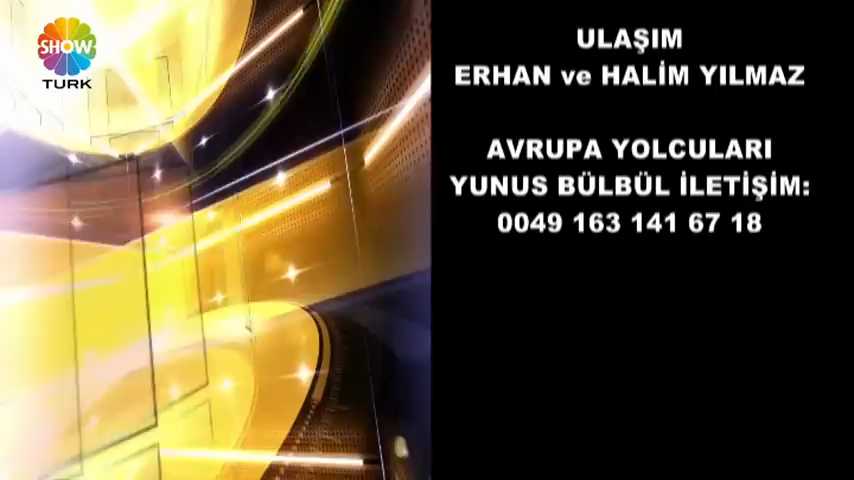 SHOW
TURK
ULAŞIM
ERHAN ve HALİM YILMAZ
AVRUPA YOLCULARI
YUNUS BÜLBÜL İLETİŞİM:
0049 163 141 67 18